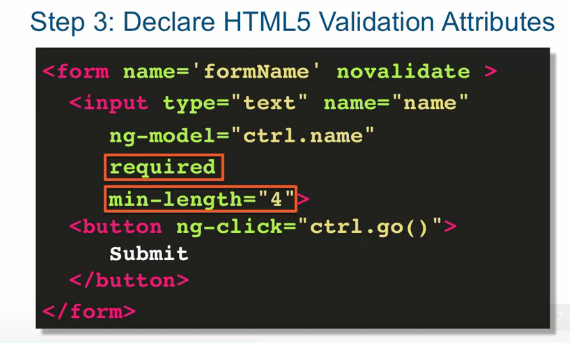 Step 3: Declare HTML5 Validation Attributes
<form name='formName' novalidate >
<input type="text" name="name"
ng-model="ctrl.name"
required
min-length="4">
<button ng-click="ctrl.go()">
Submit
</button>
</form>